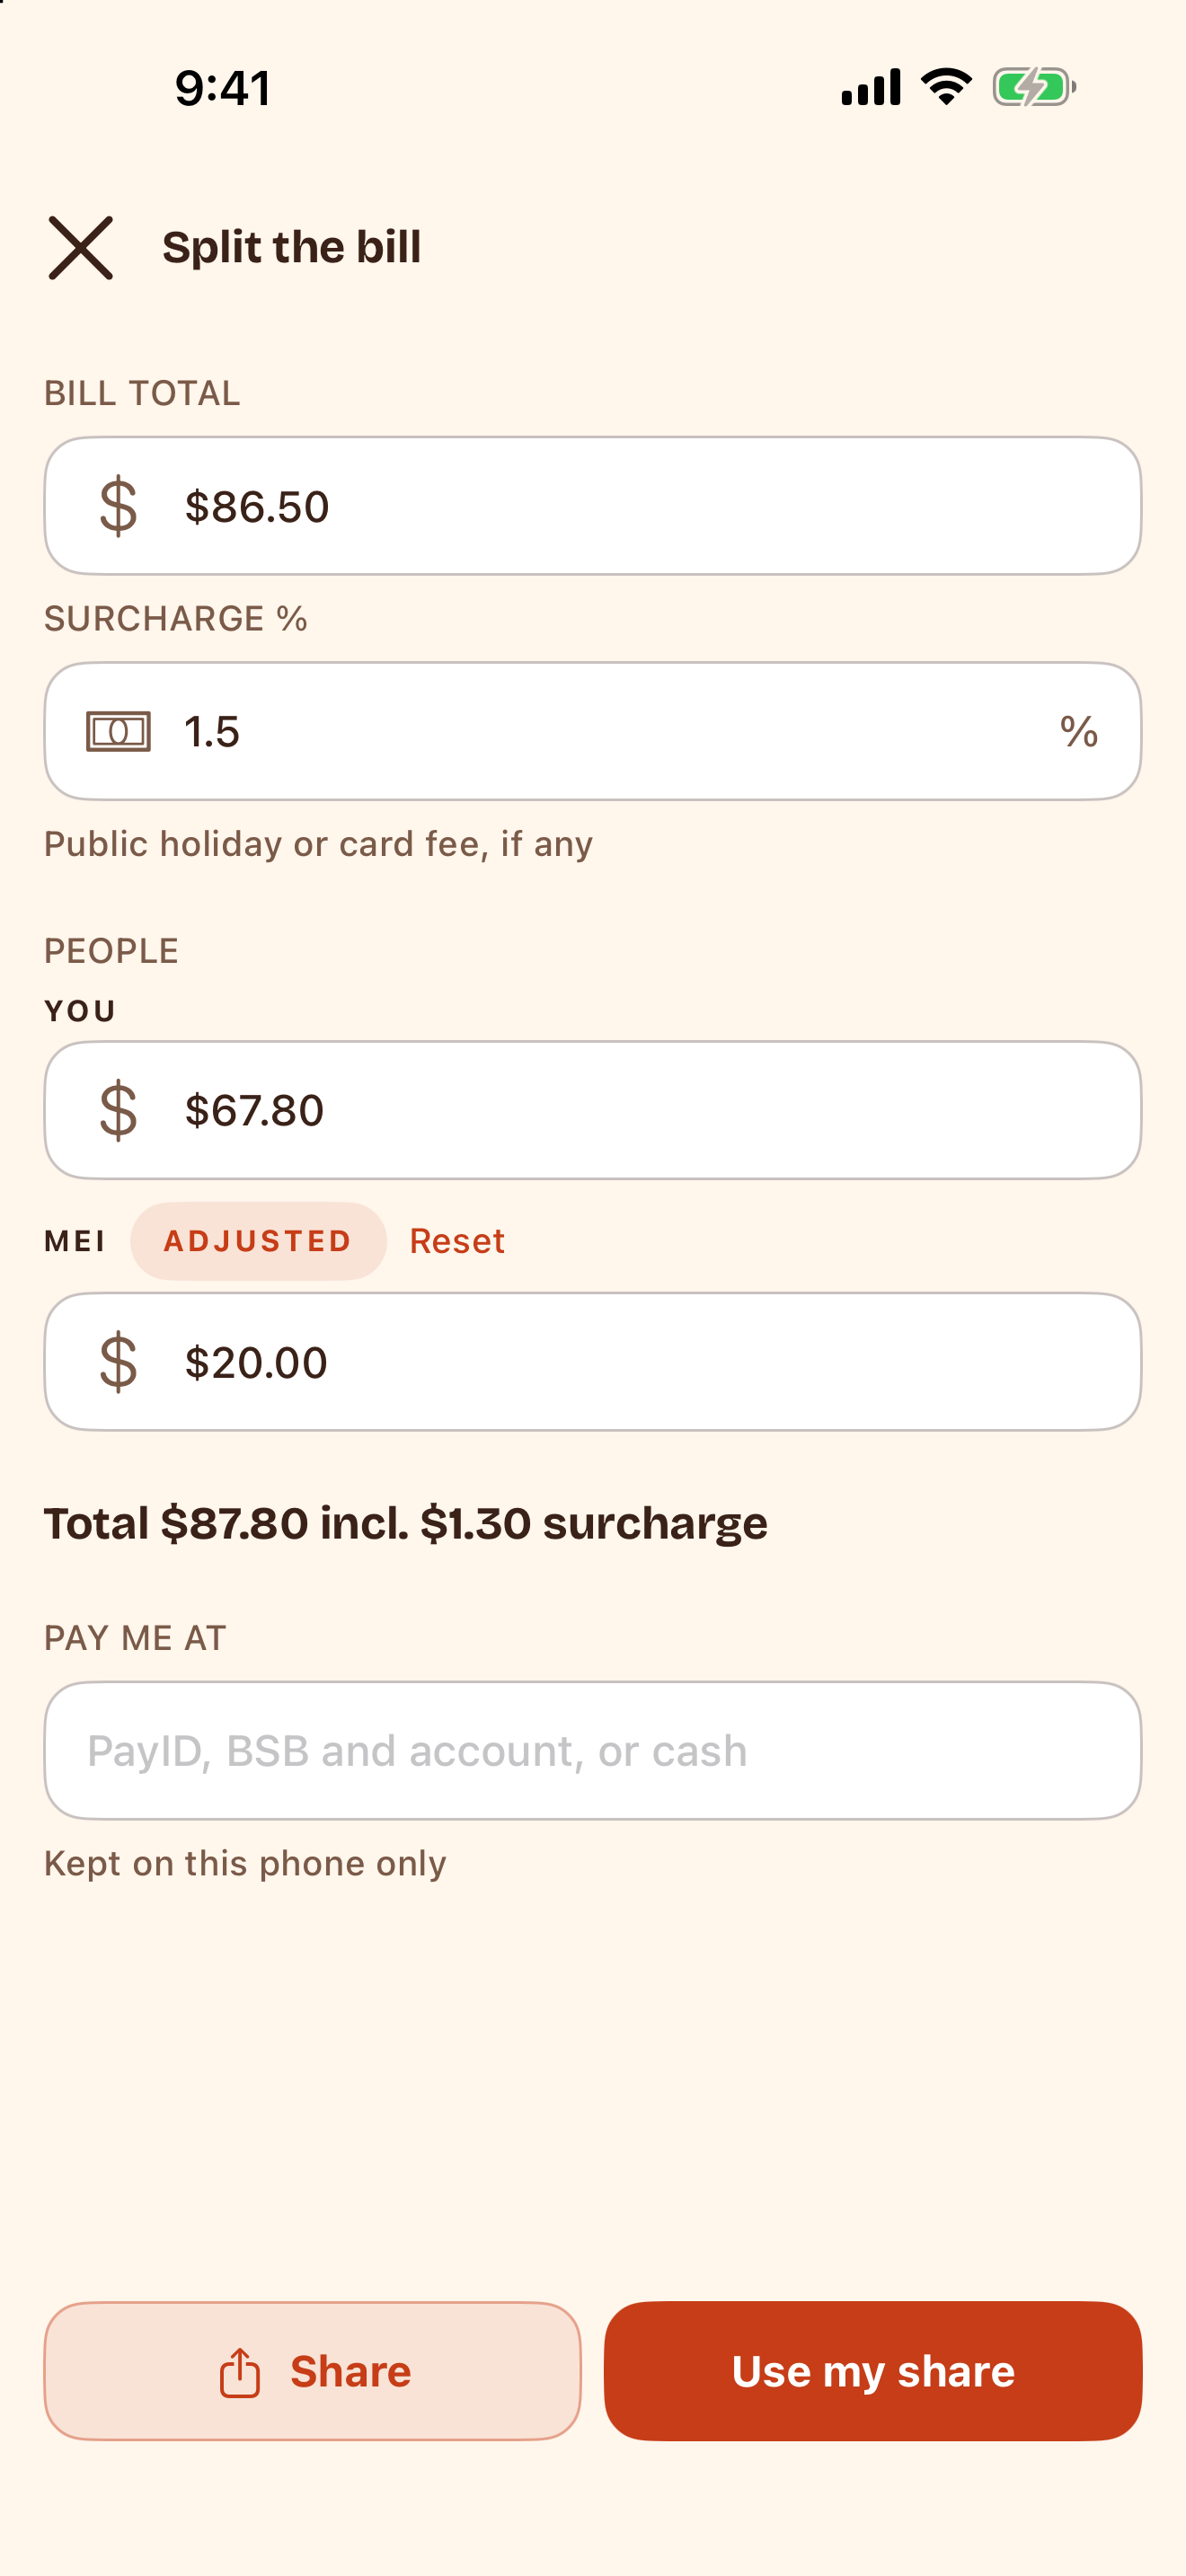 9:41
Split the bill
BILL TOTAL
$ $86.50
SURCHARGE %
1.5 %
Public holiday or card fee, if any
PEOPLE
YOU
$ $67.80
MEI ADJUSTED Reset
$ $20.00
Total $87.80 incl. $1.30 surcharge
PAY ME AT
PayID, BSB and account, or cash
Kept on this phone only
Share Use my share